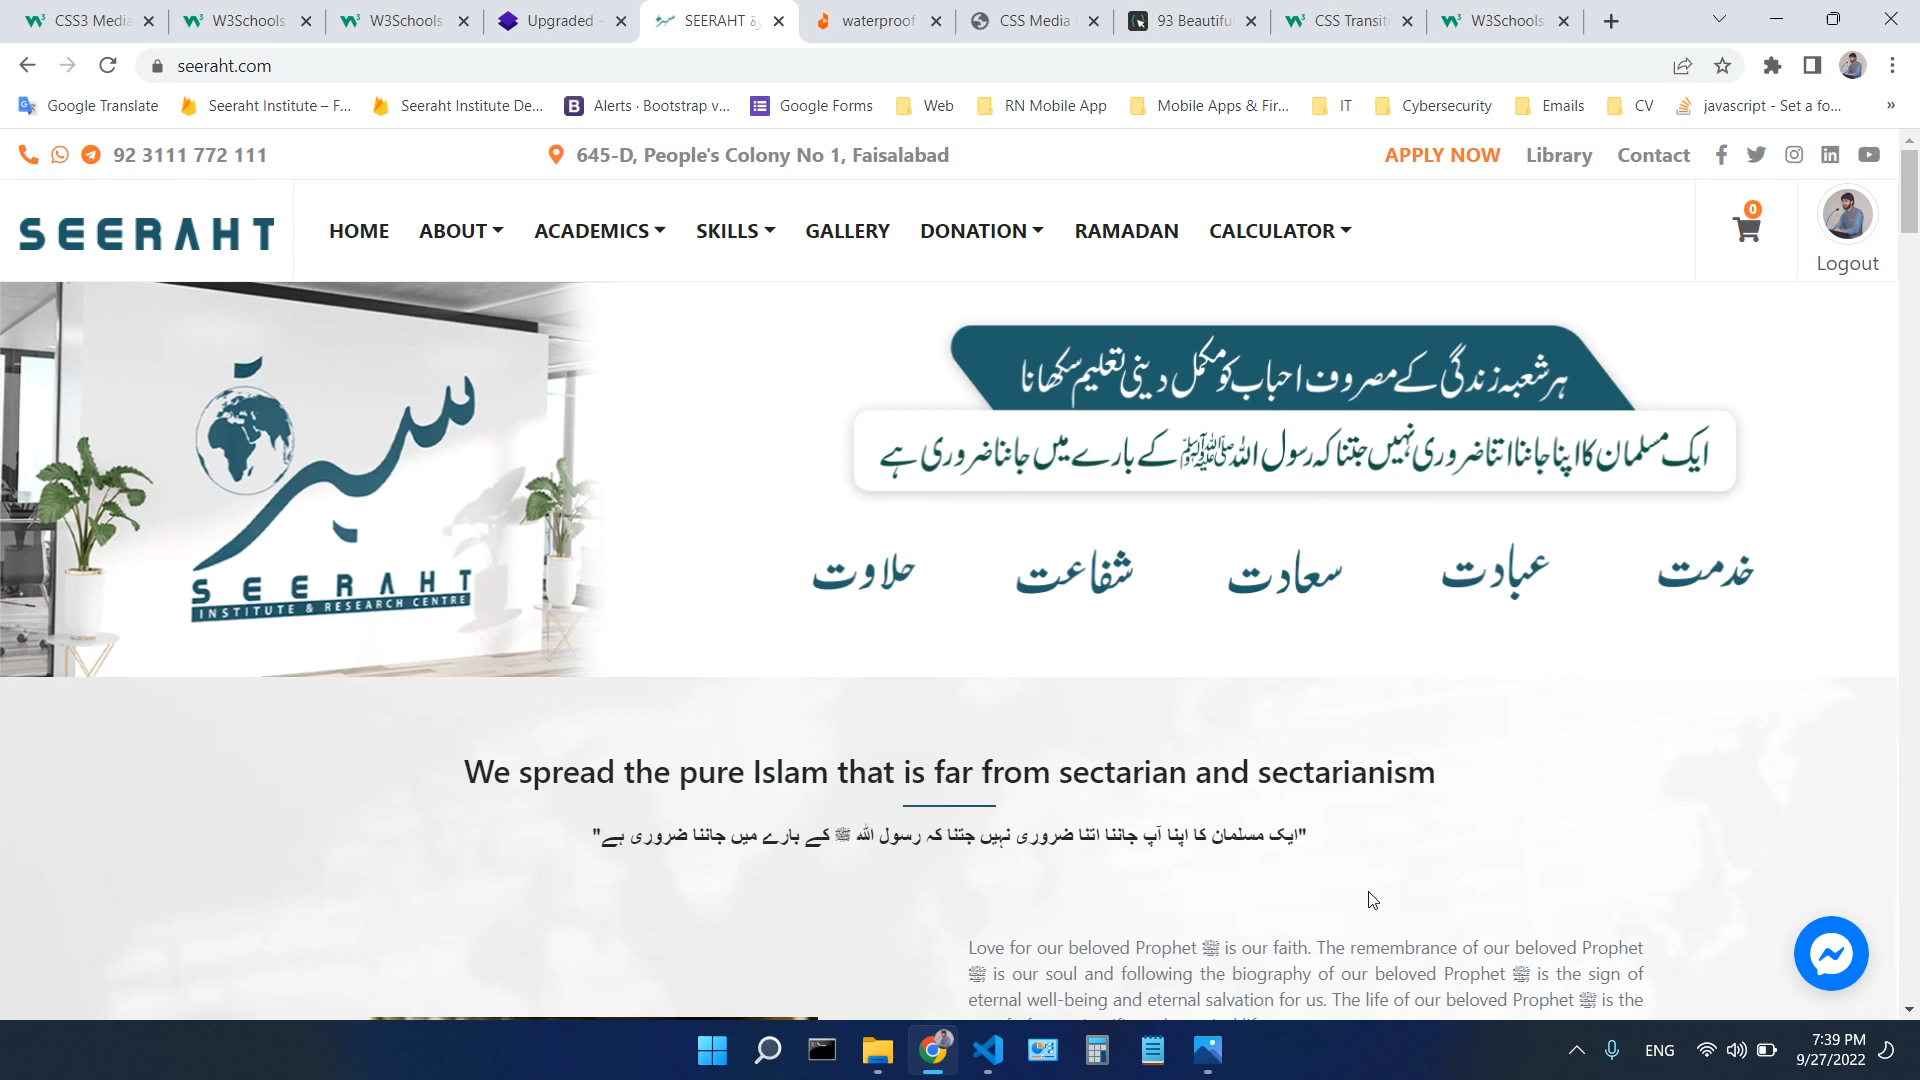 CSS3 Media
W3Schools
W3Schools
Upgraded -
SEERAHT
waterproof
CSS Media
93 Beautiful
CSS Transiti
W3Schools
seeraht.com
Google Translate
Seeraht Institute – F...
Seeraht Institute De...
Alerts · Bootstrap v...
Google Forms
Web
RN Mobile App
Mobile Apps & Fir...
IT
Cybersecurity
Emails
CV
javascript - Set a fo...
»
92 3111 772 111
645-D, People's Colony No 1, Faisalabad
APPLY NOW
Library
Contact
SEERAHT
HOME
ABOUT
ACADEMICS
SKILLS
GALLERY
DONATION
RAMADAN
CALCULATOR
0
Logout
SEERAHT
INSTITUTE & RESEARCH CENTRE
ہر شعبہ زندگی کے مصروف احباب کو مکمل دینی تعلیم سکھانا
ایک مسلمان کا اپنا جاننا اتنا ضروری نہیں جتنا کہ رسول اللہ ﷺ کے بارے میں جاننا ضروری ہے
خدمت
عبادت
سعادت
شفاعت
حلاوت
We spread the pure Islam that is far from sectarian and sectarianism
"ایک مسلمان کا اپنا آپ جاننا اتنا ضروری نہیں جتنا کہ رسول اللہ ﷺ کے بارے میں جاننا ضروری ہے"
Love for our beloved Prophet ﷺ is our faith. The remembrance of our beloved Prophet
ﷺ is our soul and following the biography of our beloved Prophet ﷺ is the sign of
eternal well-being and eternal salvation for us. The life of our beloved Prophet ﷺ is the
ENG
7:39 PM
9/27/2022